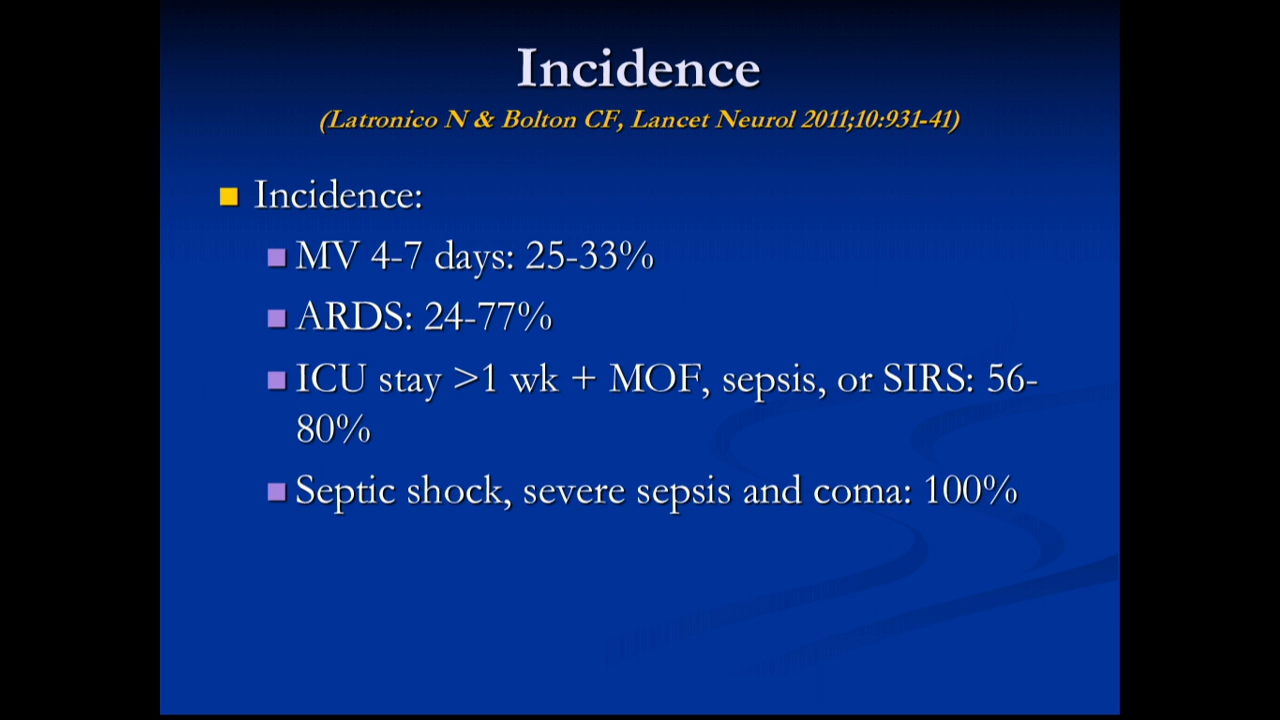 Incidence
(Latronico N & Bolton CF, Lancet Neurol 2011;10:931-41)
Incidence:
MV 4-7 days: 25-33%
ARDS: 24-77%
ICU stay >1 wk + MOF, sepsis, or SIRS: 56-
80%
Septic shock, severe sepsis and coma: 100%